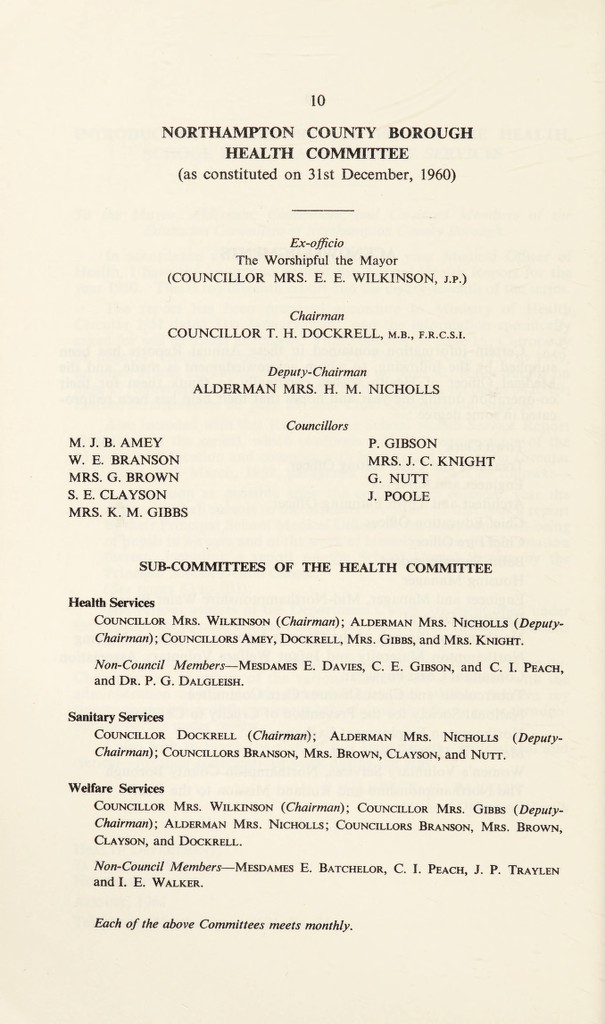 10
NORTHAMPTON COUNTY BOROUGH
HEALTH COMMITTEE
(as constituted on 31st December, 1960)
Ex-officio
The Worshipful the Mayor
(COUNCILLOR MRS. E. E. WILKINSON, J.P.)
Chairman
COUNCILLOR T. H. DOCKRELL, M.B., F.R.C.S.I.
Deputy-Chairman
ALDERMAN MRS. H. M. NICHOLLS
Councillors
M. J. B. AMEY
W. E. BRANSON
MRS. G. BROWN
S. E. CLAYSON
MRS. K. M. GIBBS
P. GIBSON
MRS. J. C. KNIGHT
G. NUTT
J. POOLE
SUB-COMMITTEES OF THE HEALTH COMMITTEE
Health Services
COUNCILLOR MRS. WILKINSON (Chairman); ALDERMAN MRS. NICHOLLS (Deputy-
Chairman); COUNCILLORS AMEY, DOCKRELL, MRS. GIBBS, and MRS. KNIGHT.
Non-Council Members—MESDAMES E. DAVIES, C. E. GIBSON, and C. I. PEACH,
and DR. P. G. DALGLEISH.
Sanitary Services
COUNCILLOR DOCKRELL (Chairman); ALDERMAN MRS. NICHOLLS (Deputy-
Chairman); COUNCILLORS BRANSON, MRS. BROWN, CLAYSON, and NUTT.
Welfare Services
COUNCILLOR MRS. WILKINSON (Chairman); COUNCILLOR MRS. GIBBS (Deputy-
Chairman); ALDERMAN MRS. NICHOLLS; COUNCILLORS BRANSON, MRS. BROWN,
CLAYSON, and DOCKRELL.
Non-Council Members—MESDAMES E. BATCHELOR, C. I. PEACH, J. P. TRAYLEN
and I. E. WALKER.
Each of the above Committees meets monthly.